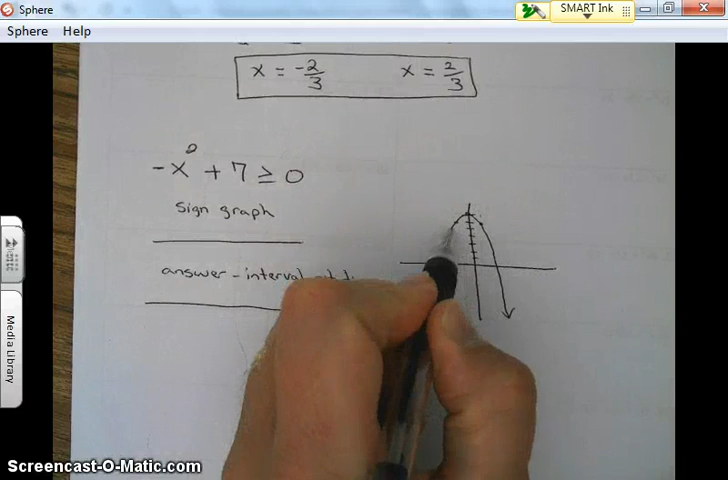 Sphere
SMART Ink
Sphere Help
x = -2/3 x = 2/3
-x² + 7 ≥ 0
Sign graph
answer - interval
Media Library
Screencast-O-Matic.com